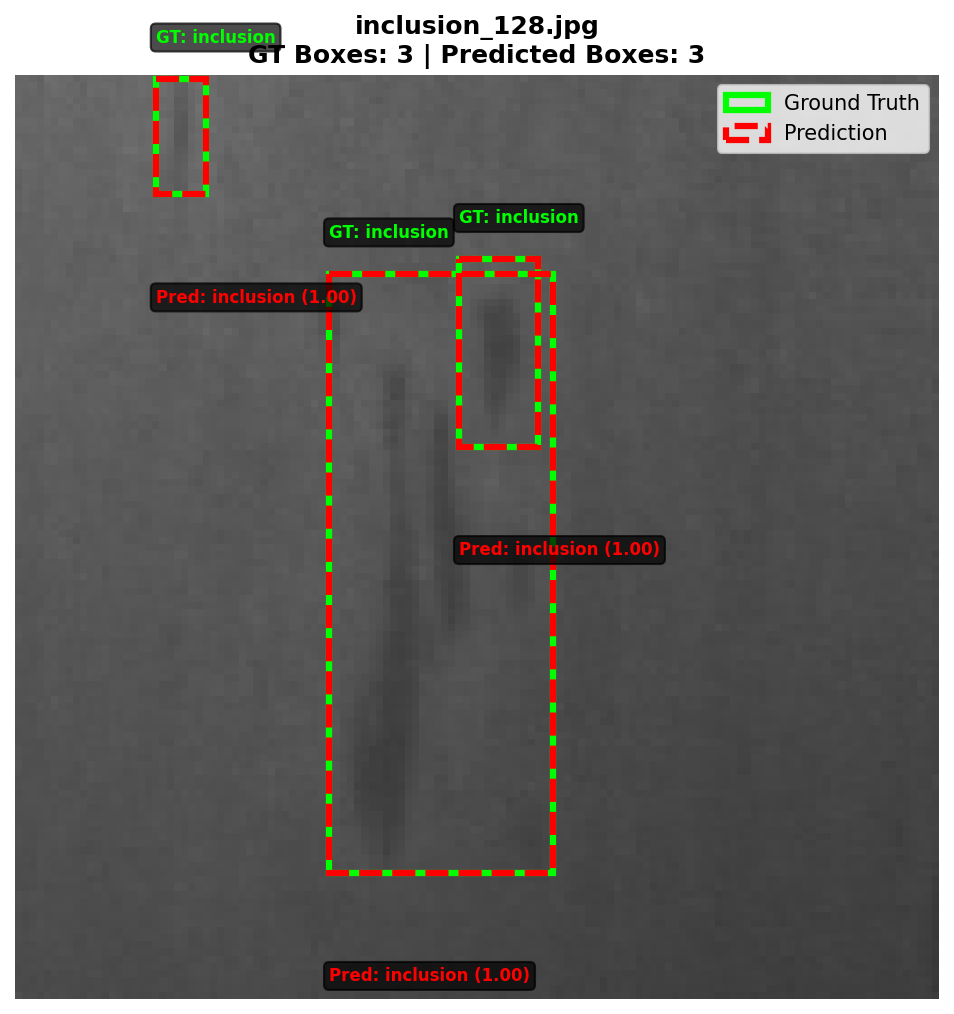 inclusion_128.jpg
GT Boxes: 3 | Predicted Boxes: 3
GT: inclusion
Ground Truth
Prediction
GT: inclusion
GT: inclusion
Pred: inclusion (1.00)
Pred: inclusion (1.00)
Pred: inclusion (1.00)